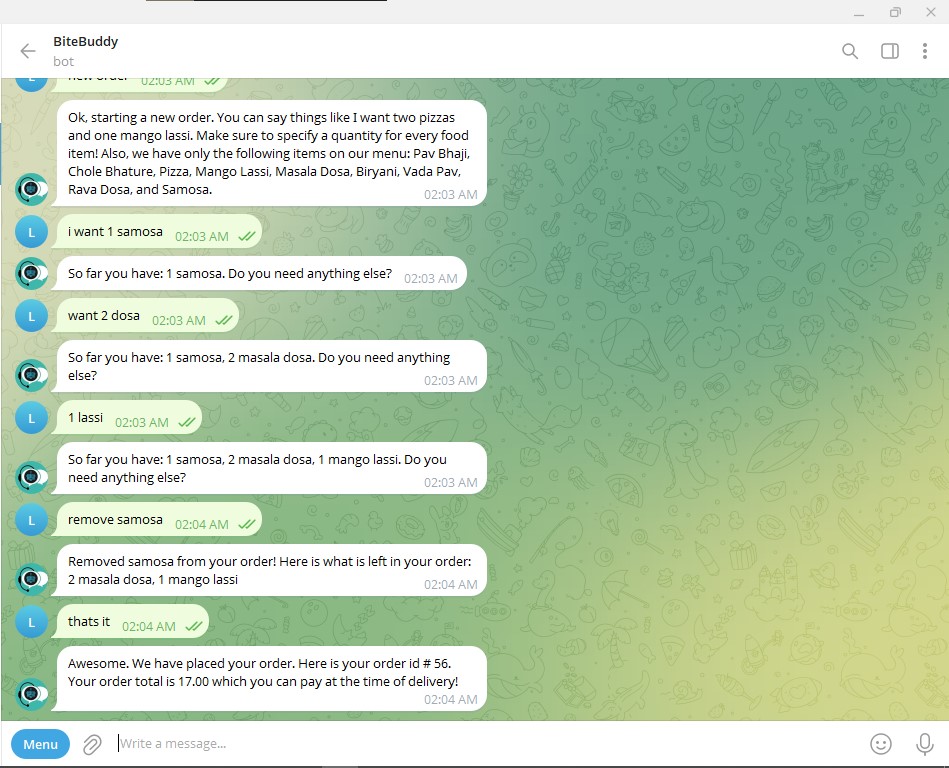 BiteBuddy
bot
new order 02:03 AM
Ok, starting a new order. You can say things like I want two pizzas
and one mango lassi. Make sure to specify a quantity for every food
item! Also, we have only the following items on our menu: Pav Bhaji,
Chole Bhature, Pizza, Mango Lassi, Masala Dosa, Biryani, Vada Pav,
Rava Dosa, and Samosa. 02:03 AM
L
i want 1 samosa 02:03 AM
So far you have: 1 samosa. Do you need anything else? 02:03 AM
L
want 2 dosa 02:03 AM
So far you have: 1 samosa, 2 masala dosa. Do you need anything
else? 02:03 AM
L
1 lassi 02:03 AM
So far you have: 1 samosa, 2 masala dosa, 1 mango lassi. Do you
need anything else? 02:03 AM
L
remove samosa 02:04 AM
Removed samosa from your order! Here is what is left in your order:
2 masala dosa, 1 mango lassi 02:04 AM
L
thats it 02:04 AM
Awesome. We have placed your order. Here is your order id # 56.
Your order total is 17.00 which you can pay at the time of delivery!
02:04 AM
Menu
Write a message...